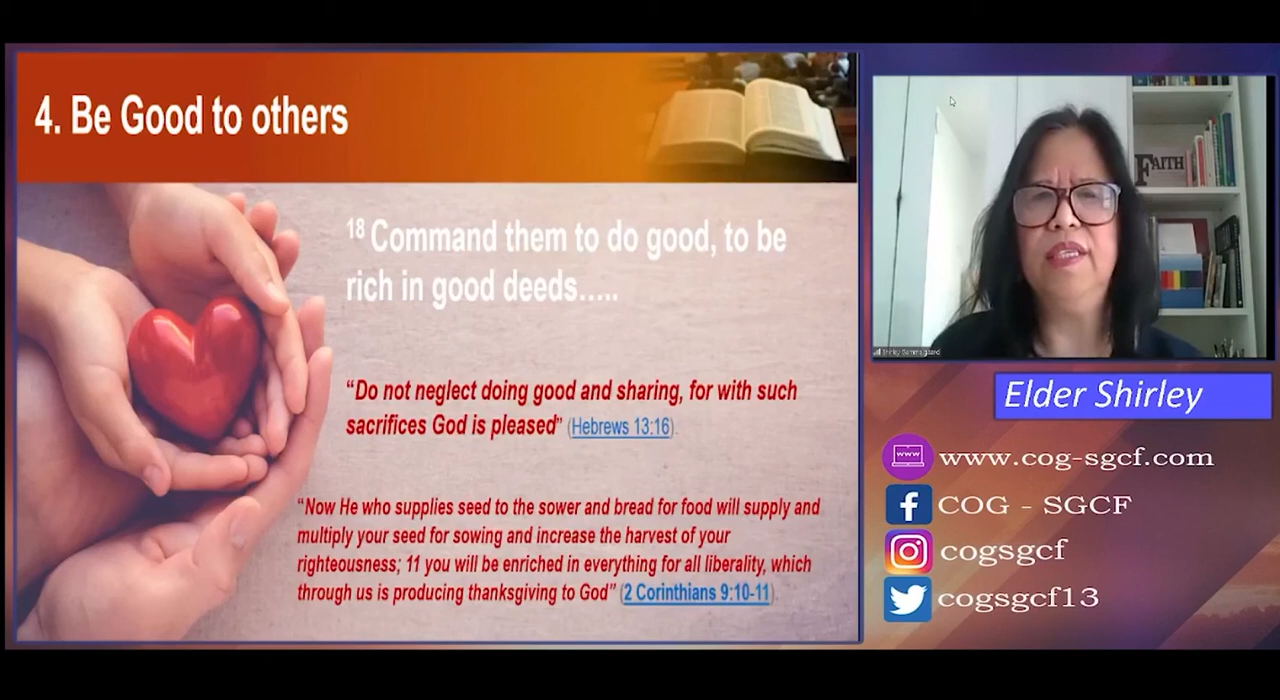 4. Be Good to others
18 Command them to do good, to be
rich in good deeds.....
“Do not neglect doing good and sharing, for with such
sacrifices God is pleased” (Hebrews 13:16).
“Now He who supplies seed to the sower and bread for food will supply and
multiply your seed for sowing and increase the harvest of your
righteousness; 11 you will be enriched in everything for all liberality, which
through us is producing thanksgiving to God” (2 Corinthians 9:10-11).
FAITH
Elder Shirley
www
www.cog-sgcf.com
COG - SGCF
cogsgcf
cogsgcf13